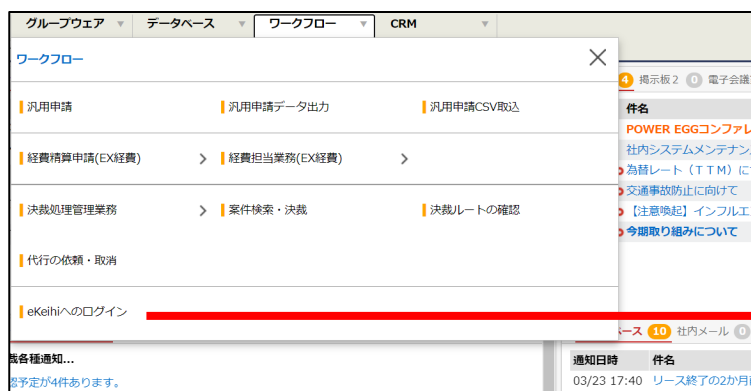 グループウェア データベース ワークフロー CRM
ワークフロー
汎用申請 汎用申請データ出力 汎用申請CSV取込
経費精算申請(EX経費) 経費担当業務(EX経費)
決裁処理管理業務 案件検索・決裁 決裁ルートの確認
代行の依頼・取消
eKeihiへのログイン
4 掲示板2 0 電子会議
件名
POWER EGGコンファレ
社内システムメンテナン
為替レート(TTM)に
交通事故防止に向けて
【注意喚起】インフルエ
今期取り組みについて
ース 10 社内メール 0
各種通知...
予定が4件あります。
通知日時 件名
03/23 17:40 リース終了の2か月